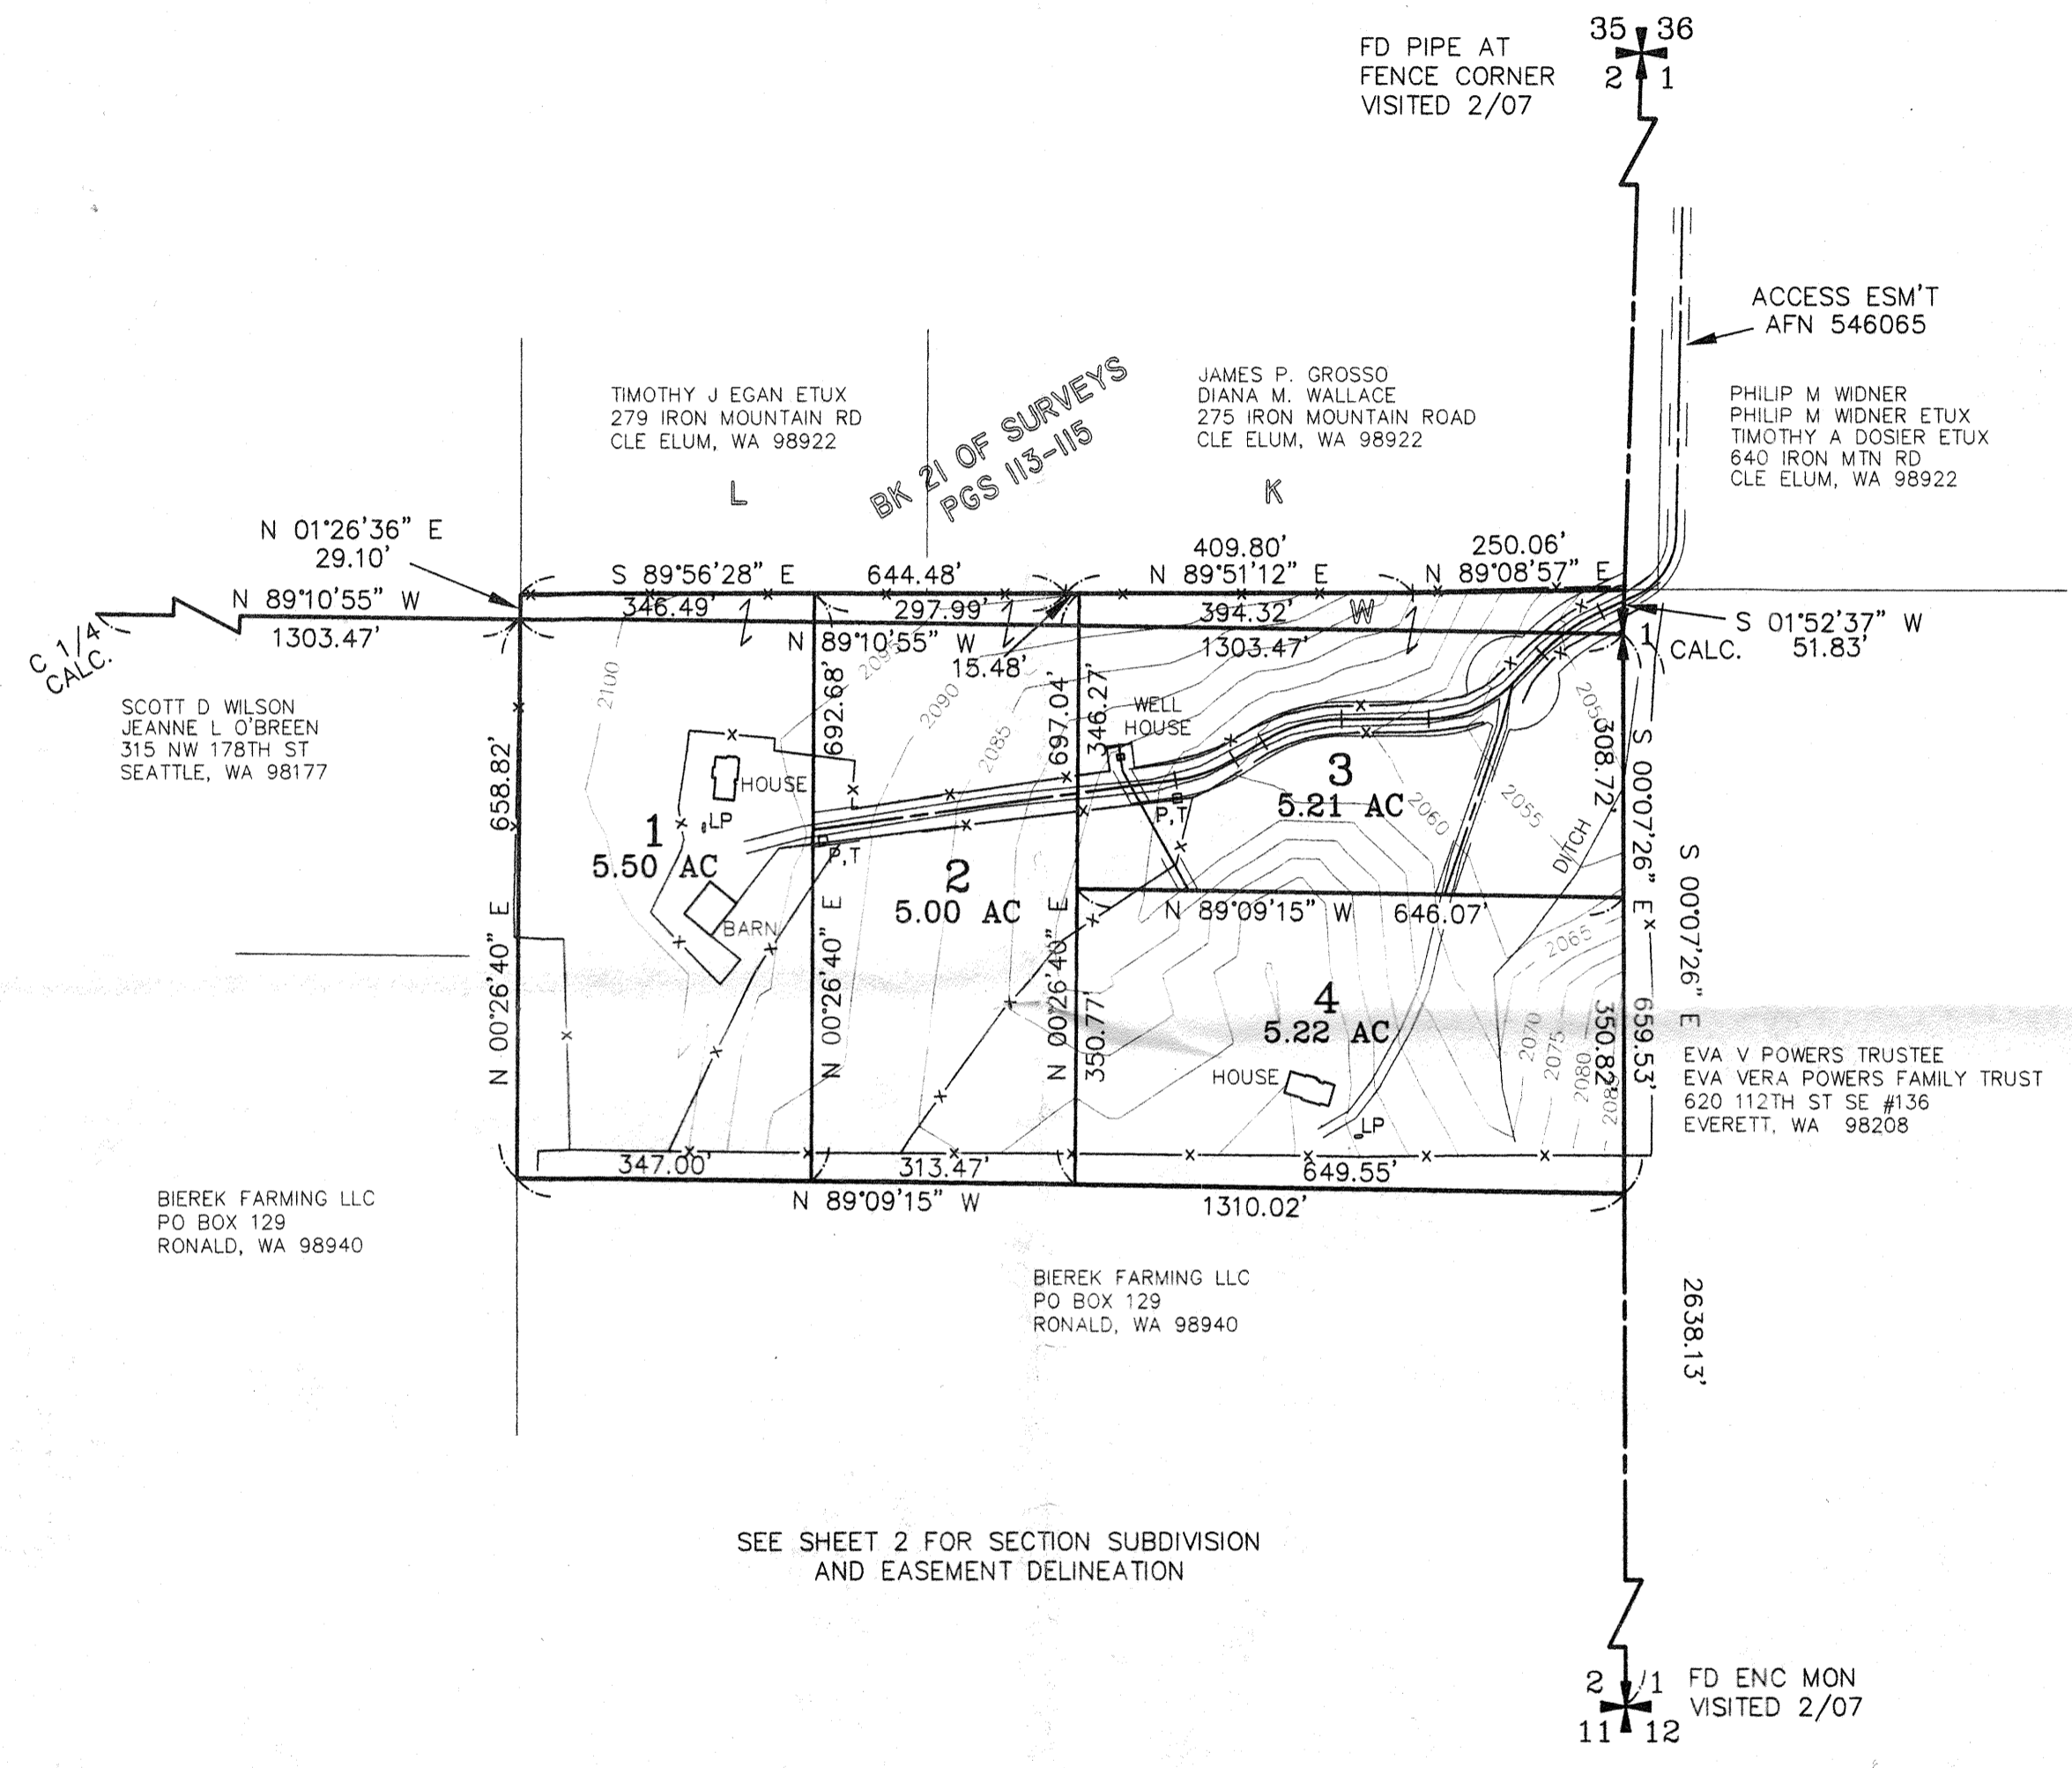 35 36
2 1
FD PIPE AT
FENCE CORNER
VISITED 2/07
ACCESS ESM'T
AFN 546065
TIMOTHY J EGAN ETUX
279 IRON MOUNTAIN RD
CLE ELUM, WA 98922
L
BK 21 OF SURVEYS
PGS 113-115
JAMES P. GROSSO
DIANA M. WALLACE
275 IRON MOUNTAIN ROAD
CLE ELUM, WA 98922
K
PHILIP M WIDNER
PHILIP M WIDNER ETUX
TIMOTHY A DOSIER ETUX
640 IRON MTN RD
CLE ELUM, WA 98922
N 01°26'36" E
29.10'
N 89°10'55" W
1303.47'
C 1/4
CALC.
S 89°56'28" E 644.48'
409.80'
N 89°51'12" E
250.06'
N 89°08'57" E
346.49'
297.99'
394.32'
W
N 89°10'55" W
1303.47'
15.48'
S 01°52'37" W
51.83'
1
CALC.
SCOTT D WILSON
JEANNE L O'BREEN
315 NW 178TH ST
SEATTLE, WA 98177
2100
2095
2090
2085
2050
2055
2060
2065
2070
2075
2080
2085
658.82'
N 00°26'40" E
692.68'
N 00°26'40" E
697.04'
N 00°26'40" E
346.27'
350.77'
308.72'
350.82'
S 00°07'26" E
659.53'
S 00°07'26" E
2638.13'
WELL
HOUSE
HOUSE
LP
P,T
P,T
BARN
DITCH
HOUSE
LP
1
5.50 AC
2
5.00 AC
3
5.21 AC
4
5.22 AC
N 89°09'15" W 646.07'
347.00'
313.47'
649.55'
N 89°09'15" W
1310.02'
EVA V POWERS TRUSTEE
EVA VERA POWERS FAMILY TRUST
620 112TH ST SE #136
EVERETT, WA 98208
BIEREK FARMING LLC
PO BOX 129
RONALD, WA 98940
BIEREK FARMING LLC
PO BOX 129
RONALD, WA 98940
SEE SHEET 2 FOR SECTION SUBDIVISION
AND EASEMENT DELINEATION
2 1
11 12
FD ENC MON
VISITED 2/07